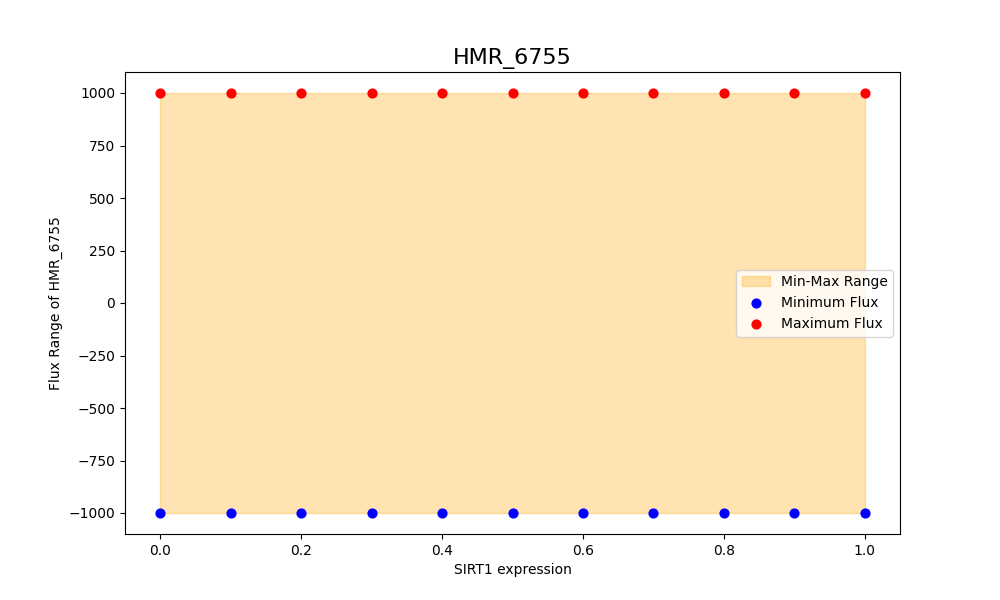 HMR_6755
Flux Range of HMR_6755
1000
750
500
250
0
−250
−500
−750
−1000
Min-Max Range
Minimum Flux
Maximum Flux
0.0 0.2 0.4 0.6 0.8 1.0
SIRT1 expression